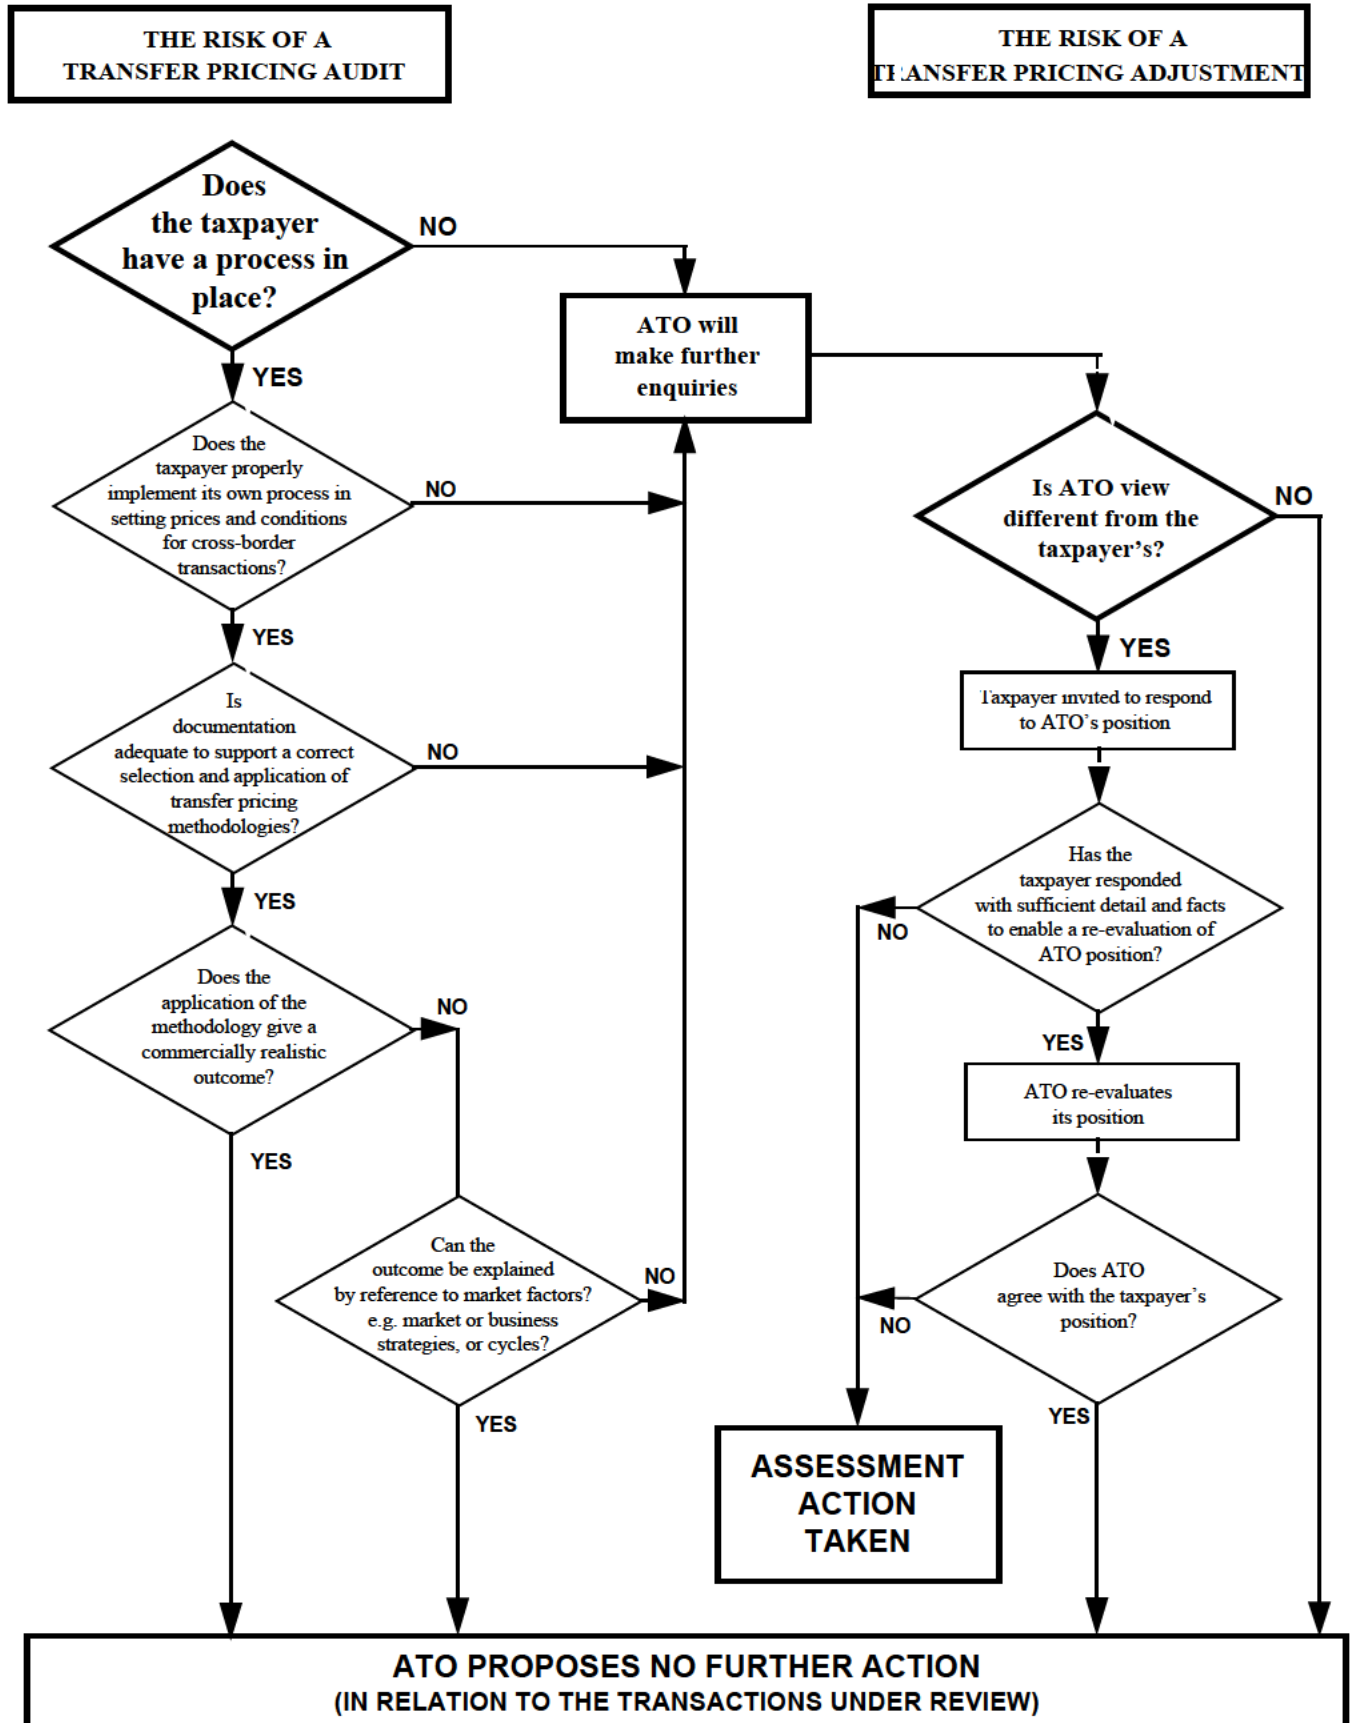 THE RISK OF A
TRANSFER PRICING AUDIT
THE RISK OF A
TRANSFER PRICING ADJUSTMENT
Does
the taxpayer
have a process in
place?
NO
YES
ATO will
make further
enquiries
Does the
taxpayer properly
implement its own process in
setting prices and conditions
for cross-border
transactions?
NO
YES
Is ATO view
different from the
taxpayer's?
NO
YES
Is
documentation
adequate to support a correct
selection and application of
transfer pricing
methodologies?
NO
YES
Taxpayer invited to respond
to ATO's position
Has the
taxpayer responded
with sufficient detail and facts
to enable a re-evaluation of
ATO position?
NO
YES
Does the
application of the
methodology give a
commercially realistic
outcome?
NO
YES
ATO re-evaluates
its position
Can the
outcome be explained
by reference to market factors?
e.g. market or business
strategies, or cycles?
NO
YES
Does ATO
agree with the taxpayer's
position?
NO
YES
ASSESSMENT
ACTION
TAKEN
ATO PROPOSES NO FURTHER ACTION
(IN RELATION TO THE TRANSACTIONS UNDER REVIEW)